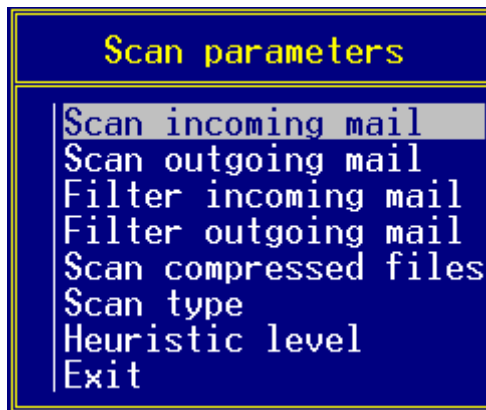 Scan parameters
Scan incoming mail
Scan outgoing mail
Filter incoming mail
Filter outgoing mail
Scan compressed files
Scan type
Heuristic level
Exit